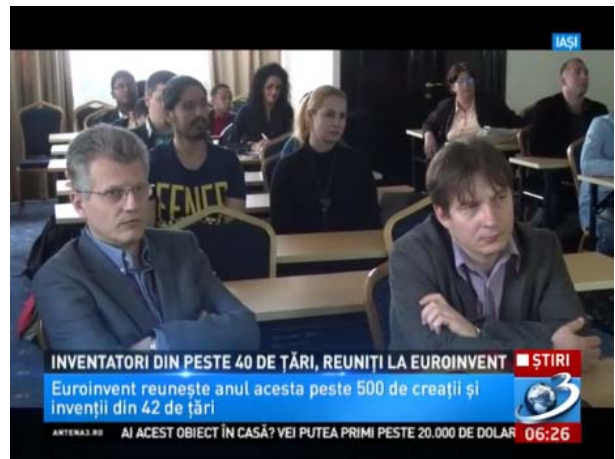 IAȘI
FENCE
INVENTATORI DIN PESTE 40 DE ȚĂRI, REUNIȚI LA EUROINVENT
ȘTIRI
Euroinvent reunește anul acesta peste 500 de creații și
invenții din 42 de țări
3
ANTENA3.RO AI ACEST OBIECT ÎN CASĂ? VEI PUTEA PRIMI PESTE 20.000 DE DOLAR
06:26